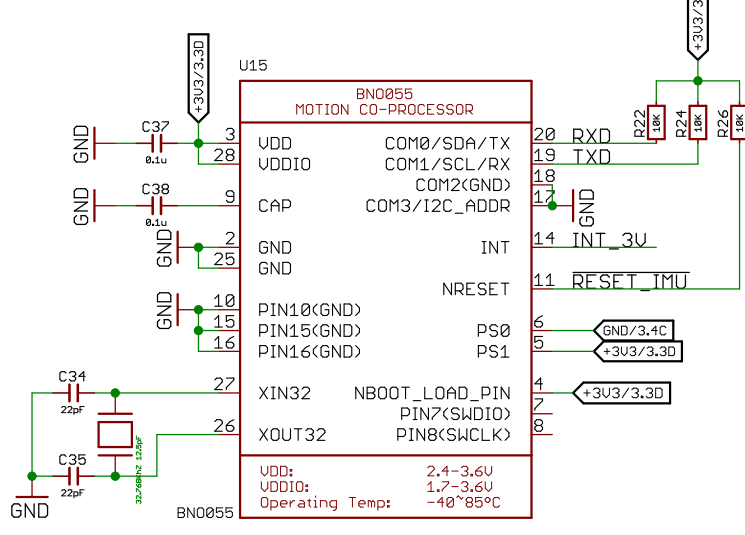 +3V3/3.3D
+3V3/3.3D
U15
BNO055
MOTION CO-PROCESSOR
C37
GND
0.1u
3
28
VDD
VDDIO
COM0/SDA/TX
COM1/SCL/RX
COM2(GND)
COM3/I2C_ADDR
20
19
18
17
RXD
TXD
R22
10K
R24
10K
R26
10K
C38
GND
0.1u
9
CAP
GND
GND
2
25
GND
GND
INT
14
INT_3V
NRESET
11
RESET_IMU
GND
10
15
16
PIN10(GND)
PIN15(GND)
PIN16(GND)
PS0
PS1
6
5
GND/3.4C
+3V3/3.3D
C34
22pF
27
XIN32
NBOOT_LOAD_PIN
4
+3V3/3.3D
PIN7(SWDIO)
7
PIN8(SWCLK)
8
26
XOUT32
32.768KHZ 12.5pF
C35
22pF
GND
VDD: 2.4-3.6V
VDDIO: 1.7-3.6V
Operating Temp: -40~85°C
BNO055